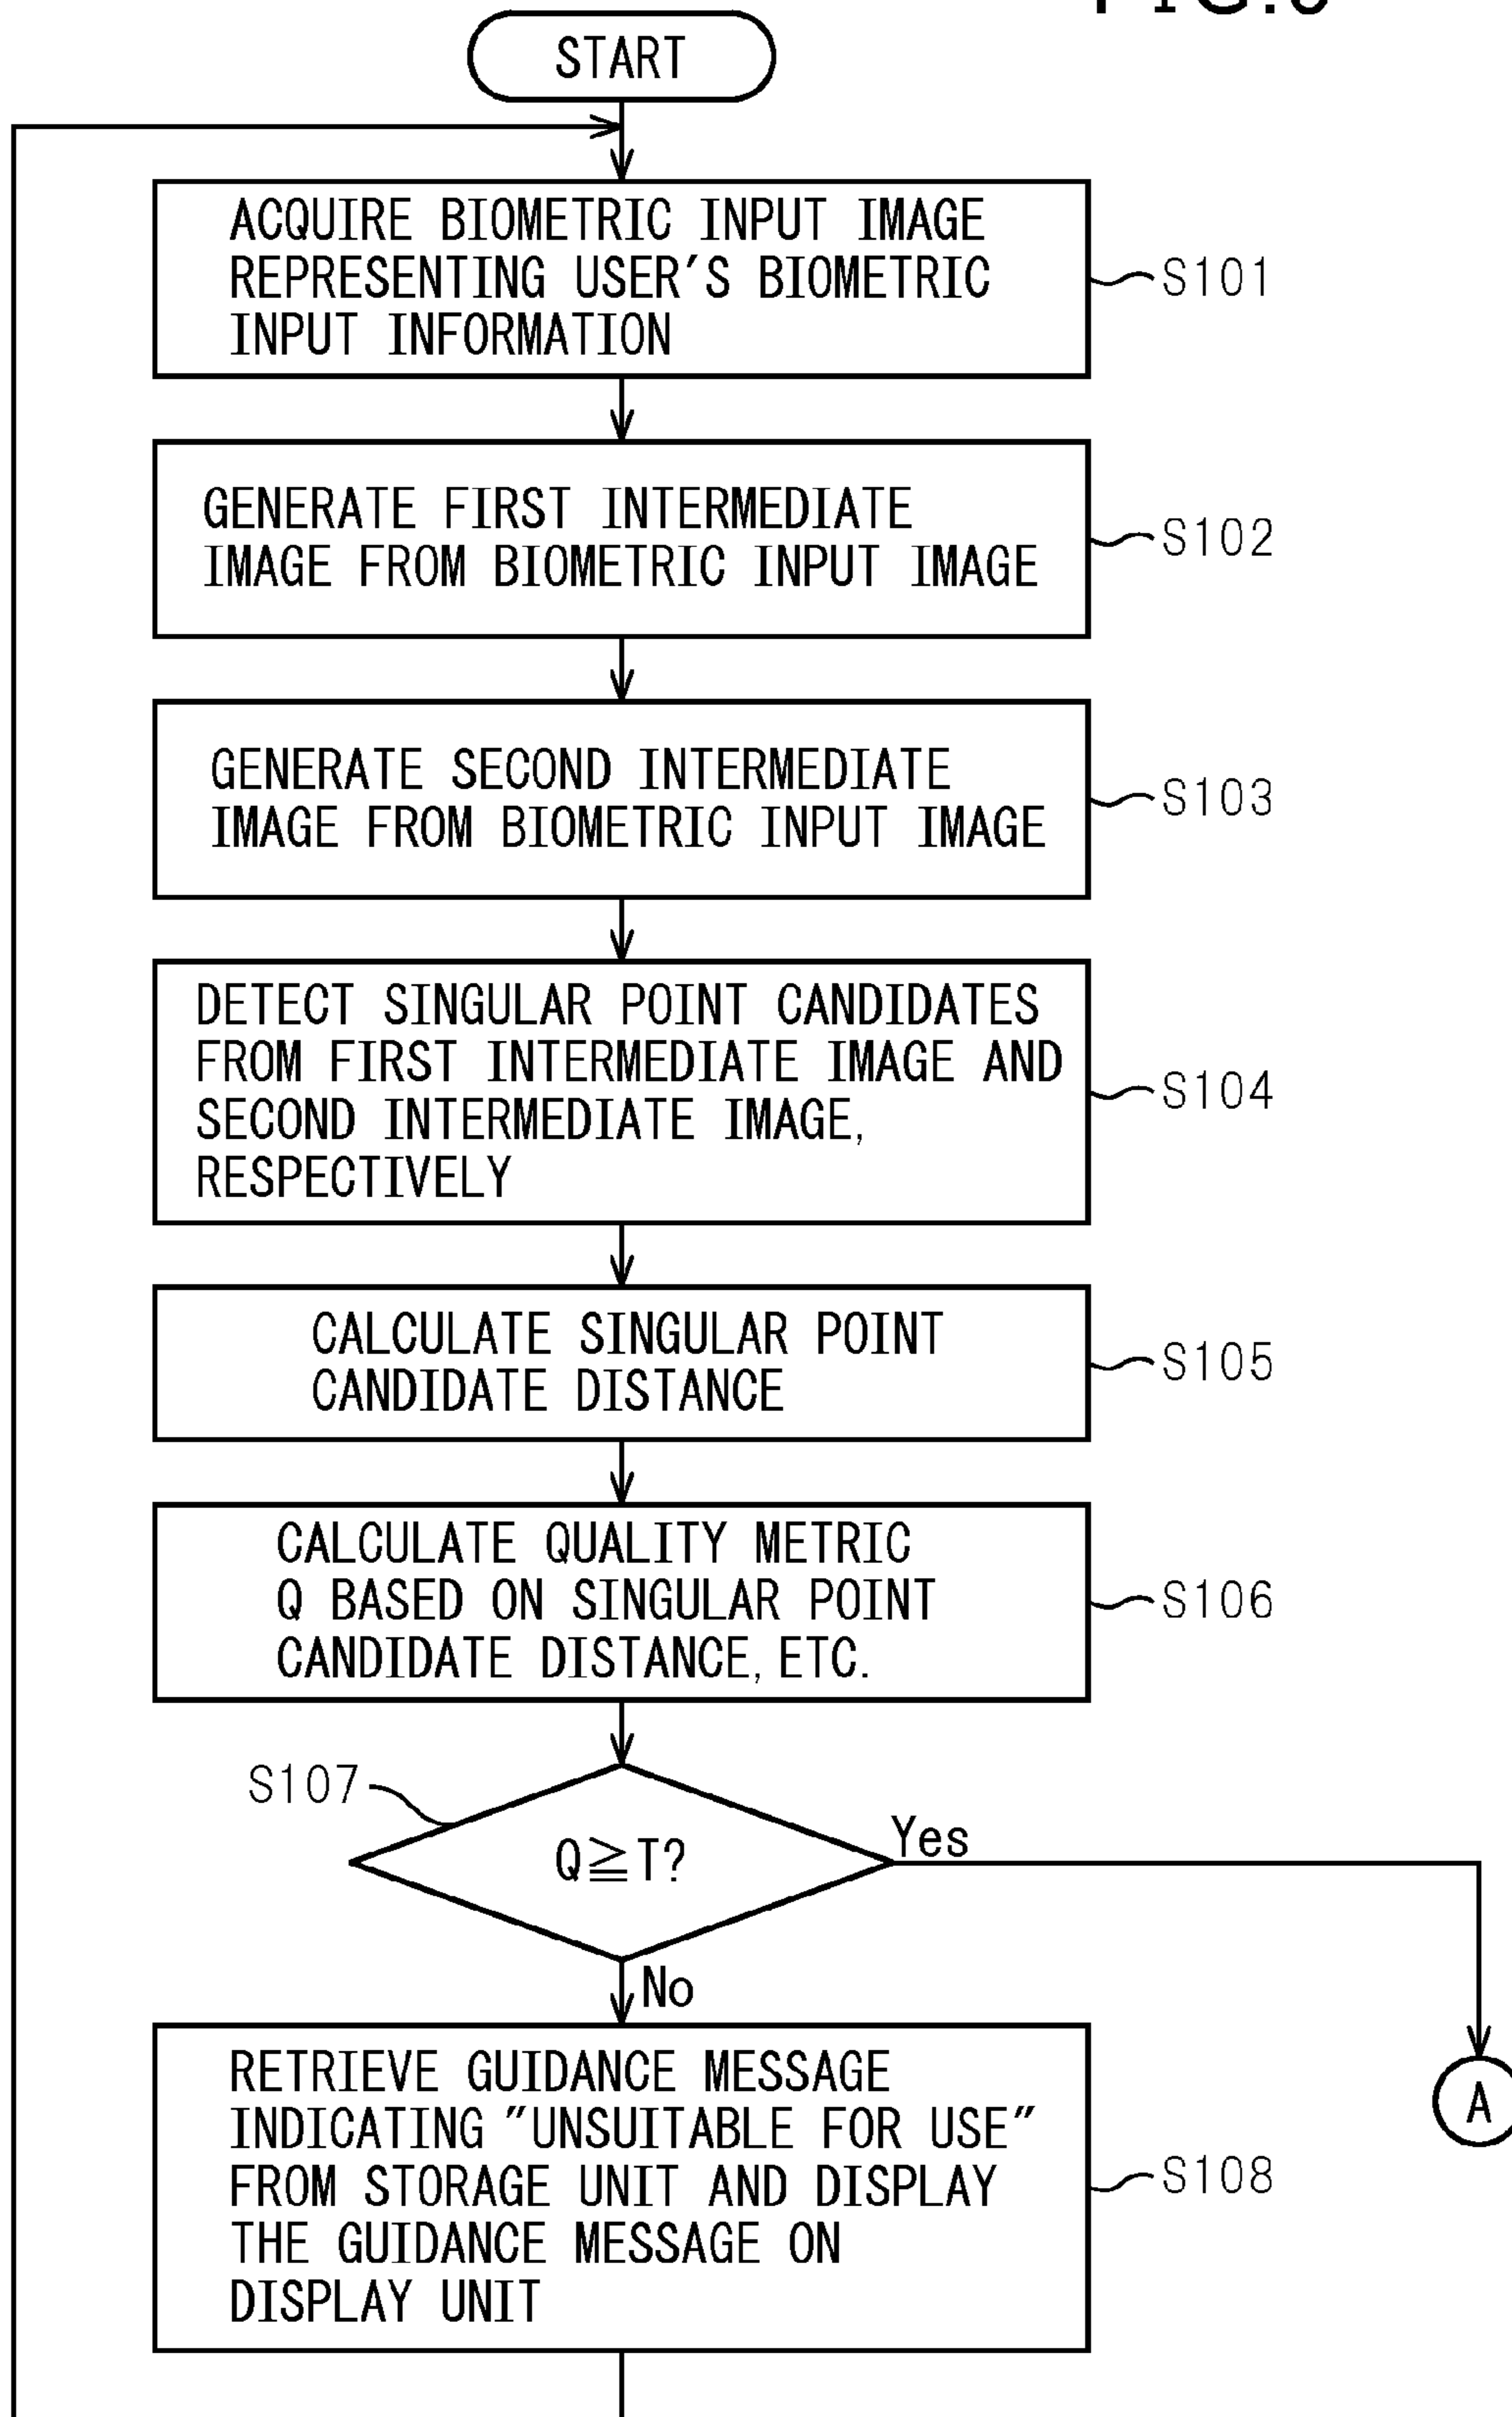 START
ACQUIRE BIOMETRIC INPUT IMAGE
REPRESENTING USER'S BIOMETRIC
INPUT INFORMATION
S101
GENERATE FIRST INTERMEDIATE
IMAGE FROM BIOMETRIC INPUT IMAGE
S102
GENERATE SECOND INTERMEDIATE
IMAGE FROM BIOMETRIC INPUT IMAGE
S103
DETECT SINGULAR POINT CANDIDATES
FROM FIRST INTERMEDIATE IMAGE AND
SECOND INTERMEDIATE IMAGE,
RESPECTIVELY
S104
CALCULATE SINGULAR POINT
CANDIDATE DISTANCE
S105
CALCULATE QUALITY METRIC
Q BASED ON SINGULAR POINT
CANDIDATE DISTANCE, ETC.
S106
S107
Q≧T?
Yes
No
RETRIEVE GUIDANCE MESSAGE
INDICATING "UNSUITABLE FOR USE"
FROM STORAGE UNIT AND DISPLAY
THE GUIDANCE MESSAGE ON
DISPLAY UNIT
S108
A